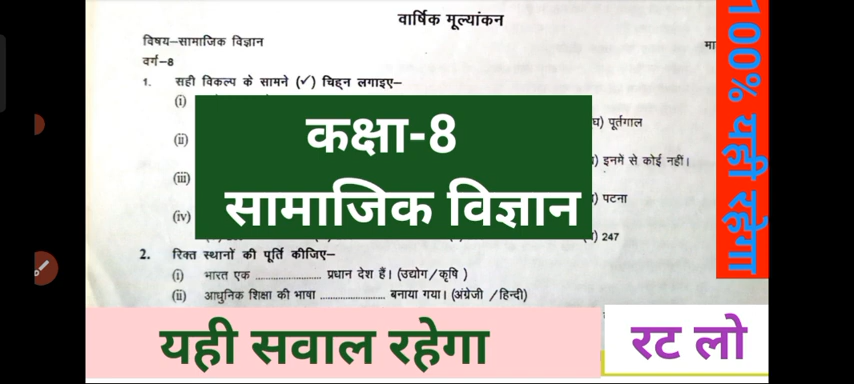 वार्षिक मूल्यांकन
विषय–सामाजिक विज्ञान
मा
वर्ग–8
1. सही विकल्प के सामने (✓) चिह्न लगाइए–
(i)
घ) पूर्तगाल
(ii)
) इनमें से कोई नहीं।
(iii)
) पटना
(iv)
) 247
कक्षा-8
सामाजिक विज्ञान
2. रिक्त स्थानों की पूर्ति कीजिए–
(i) भारत एक ........................ प्रधान देश हैं। (उद्योग/कृषि )
(ii) आधुनिक शिक्षा की भाषा ........................ बनाया गया। (अंग्रेजी /हिन्दी)
यही सवाल रहेगा
रट लो
100% यही रहेगा